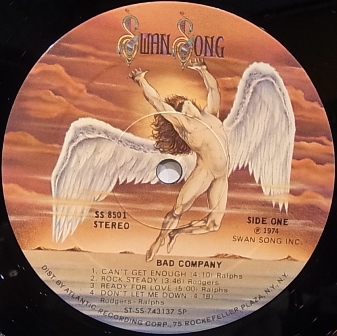 SWAN SONG
SS 8501
STEREO
SIDE ONE
℗ 1974
SWAN SONG INC.
BAD COMPANY
1. CAN'T GET ENOUGH (4:10) Ralphs
2. ROCK STEADY (3:46) Rodgers
3. READY FOR LOVE (5:00) Ralphs
4. DON'T LET ME DOWN (4:18)
Rodgers-Ralphs
ST-SS-743137 SP
DIST. BY ATLANTIC RECORDING CORP., 75 ROCKEFELLER PLAZA, N.Y. N.Y.